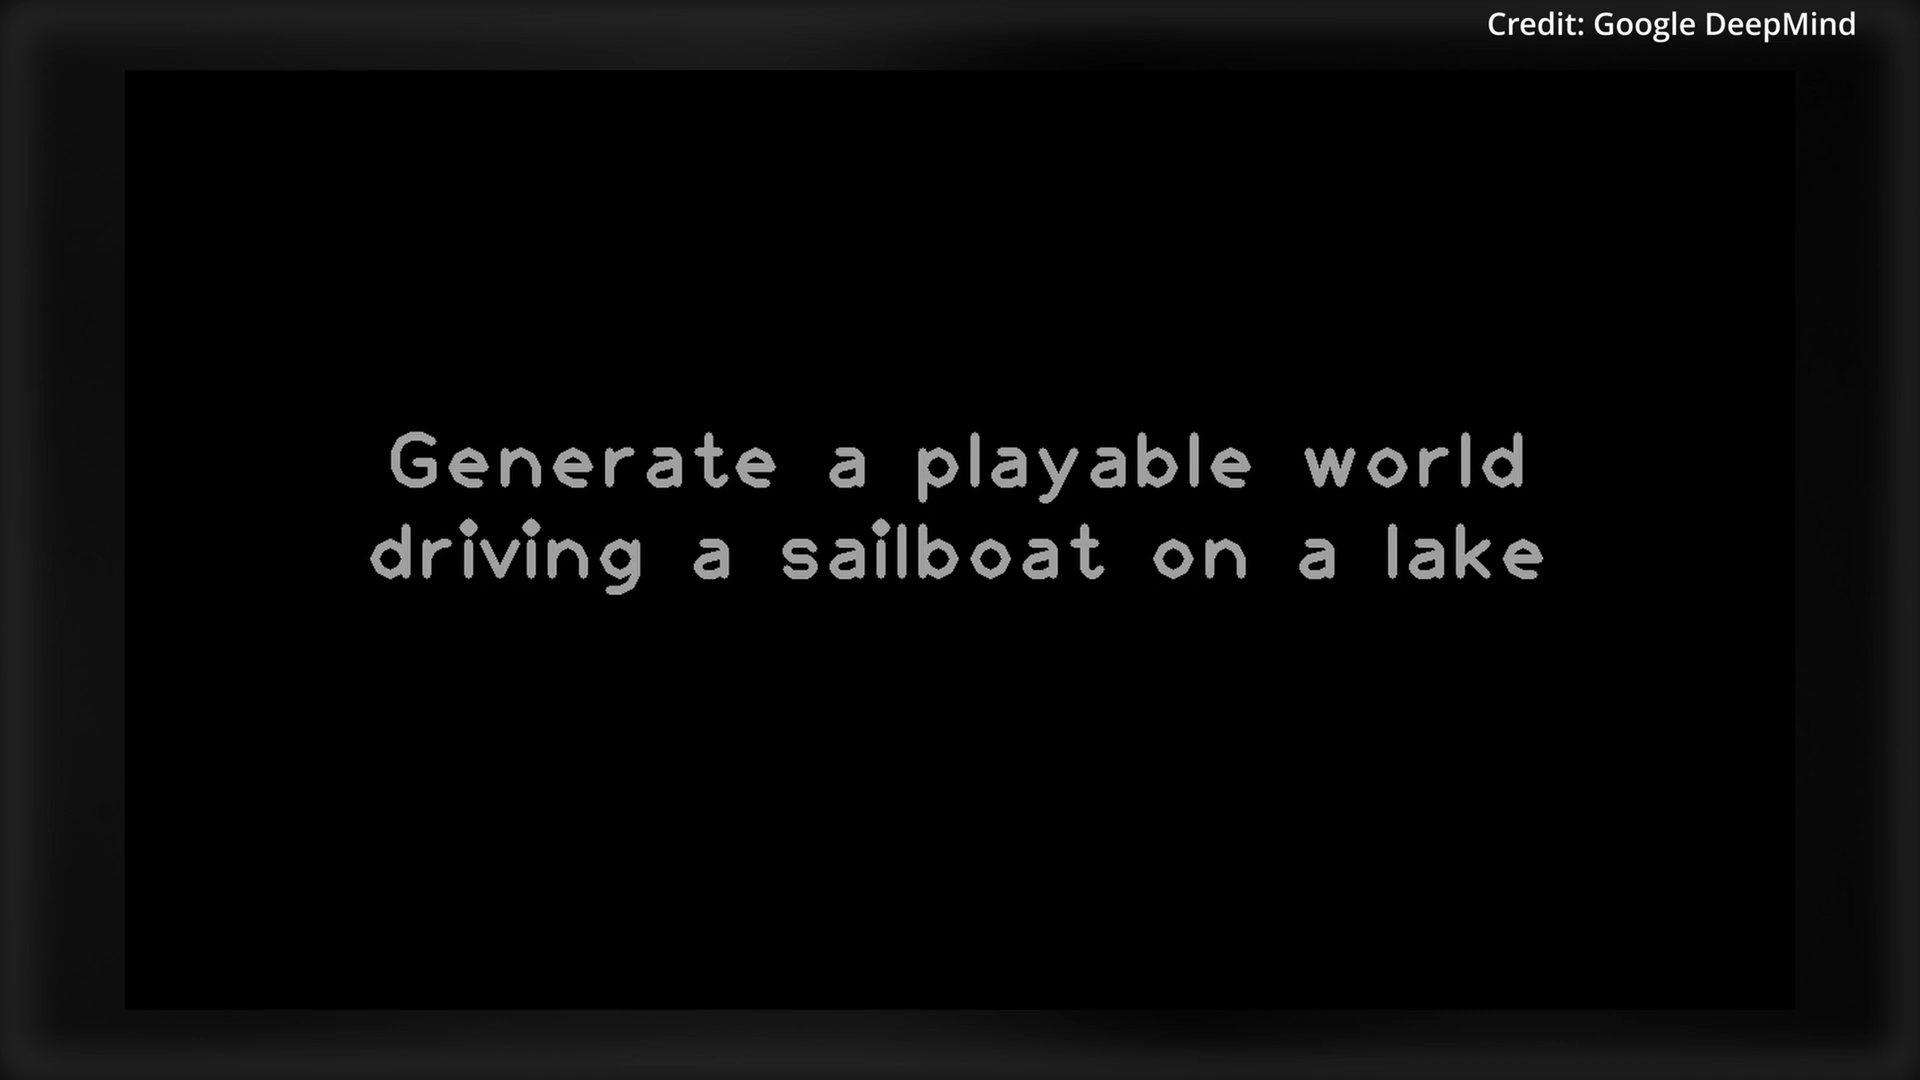 Credit: Google DeepMind
Generate a playable world
driving a sailboat on a lake